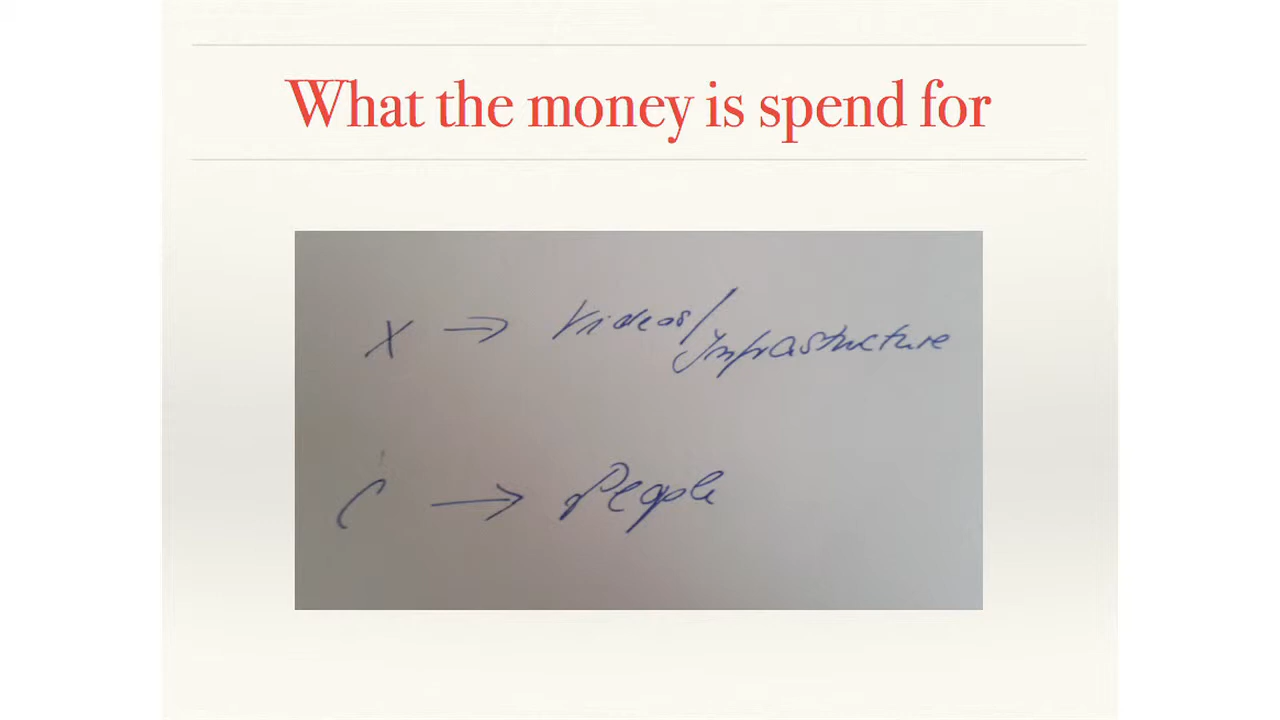 What the money is spend for
X → Videos/Infrastructure
C → People